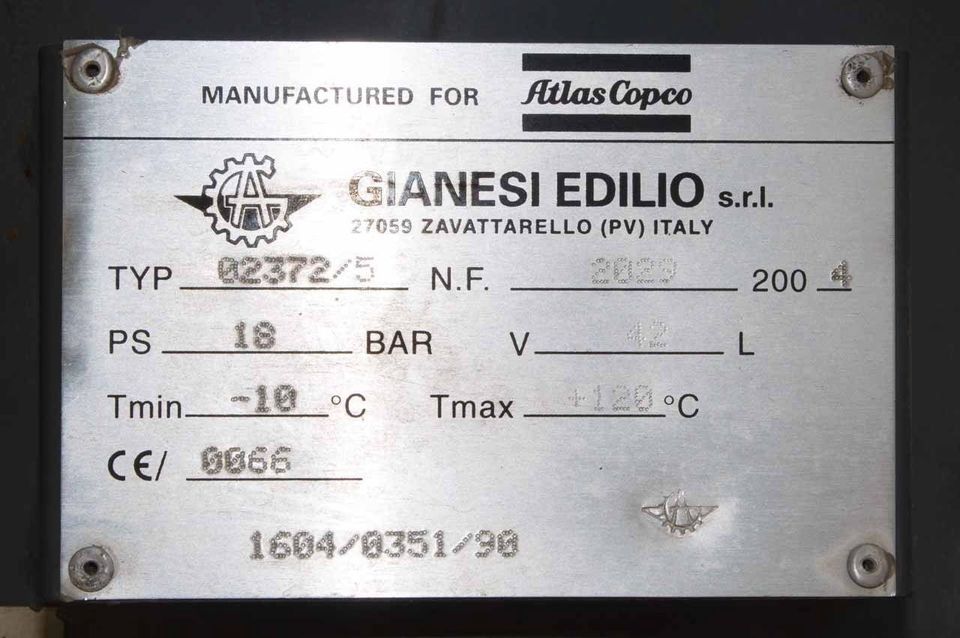 MANUFACTURED FOR Atlas Copco
GA
GIANESI EDILIO s.r.l.
27059 ZAVATTARELLO (PV) ITALY
TYP 02372/5 N.F. 2029 2004
PS 18 BAR V 42 L
Tmin -10 °C Tmax +120 °C
CE/ 0066
1604/0351/90